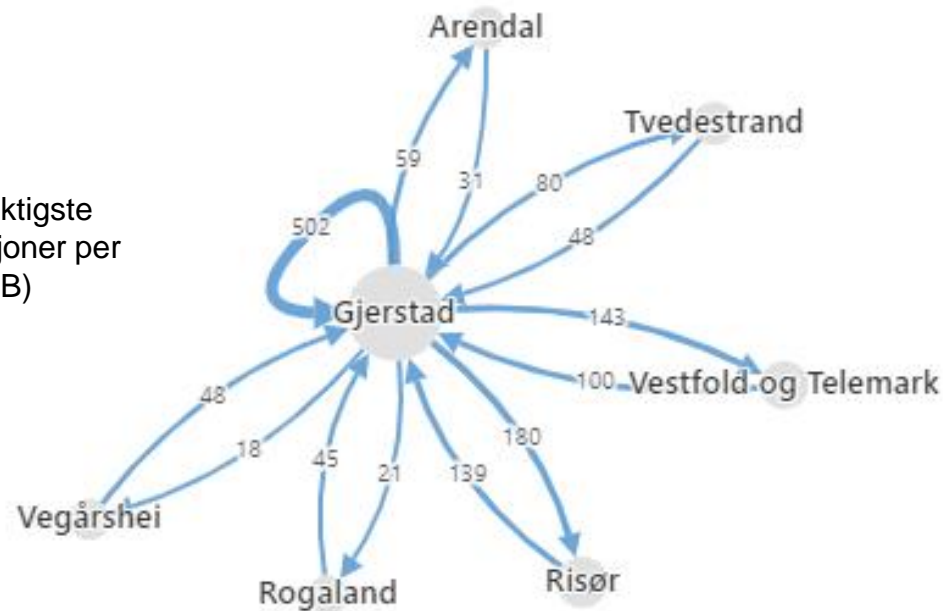 Arendal
Tvedestrand
59
31
80
ktigste
502
48
joner per
B)
Gjerstad
143
100
Vestfold og Telemark
48
18
45
21
139
180
Vegårshei
Rogaland
Risør